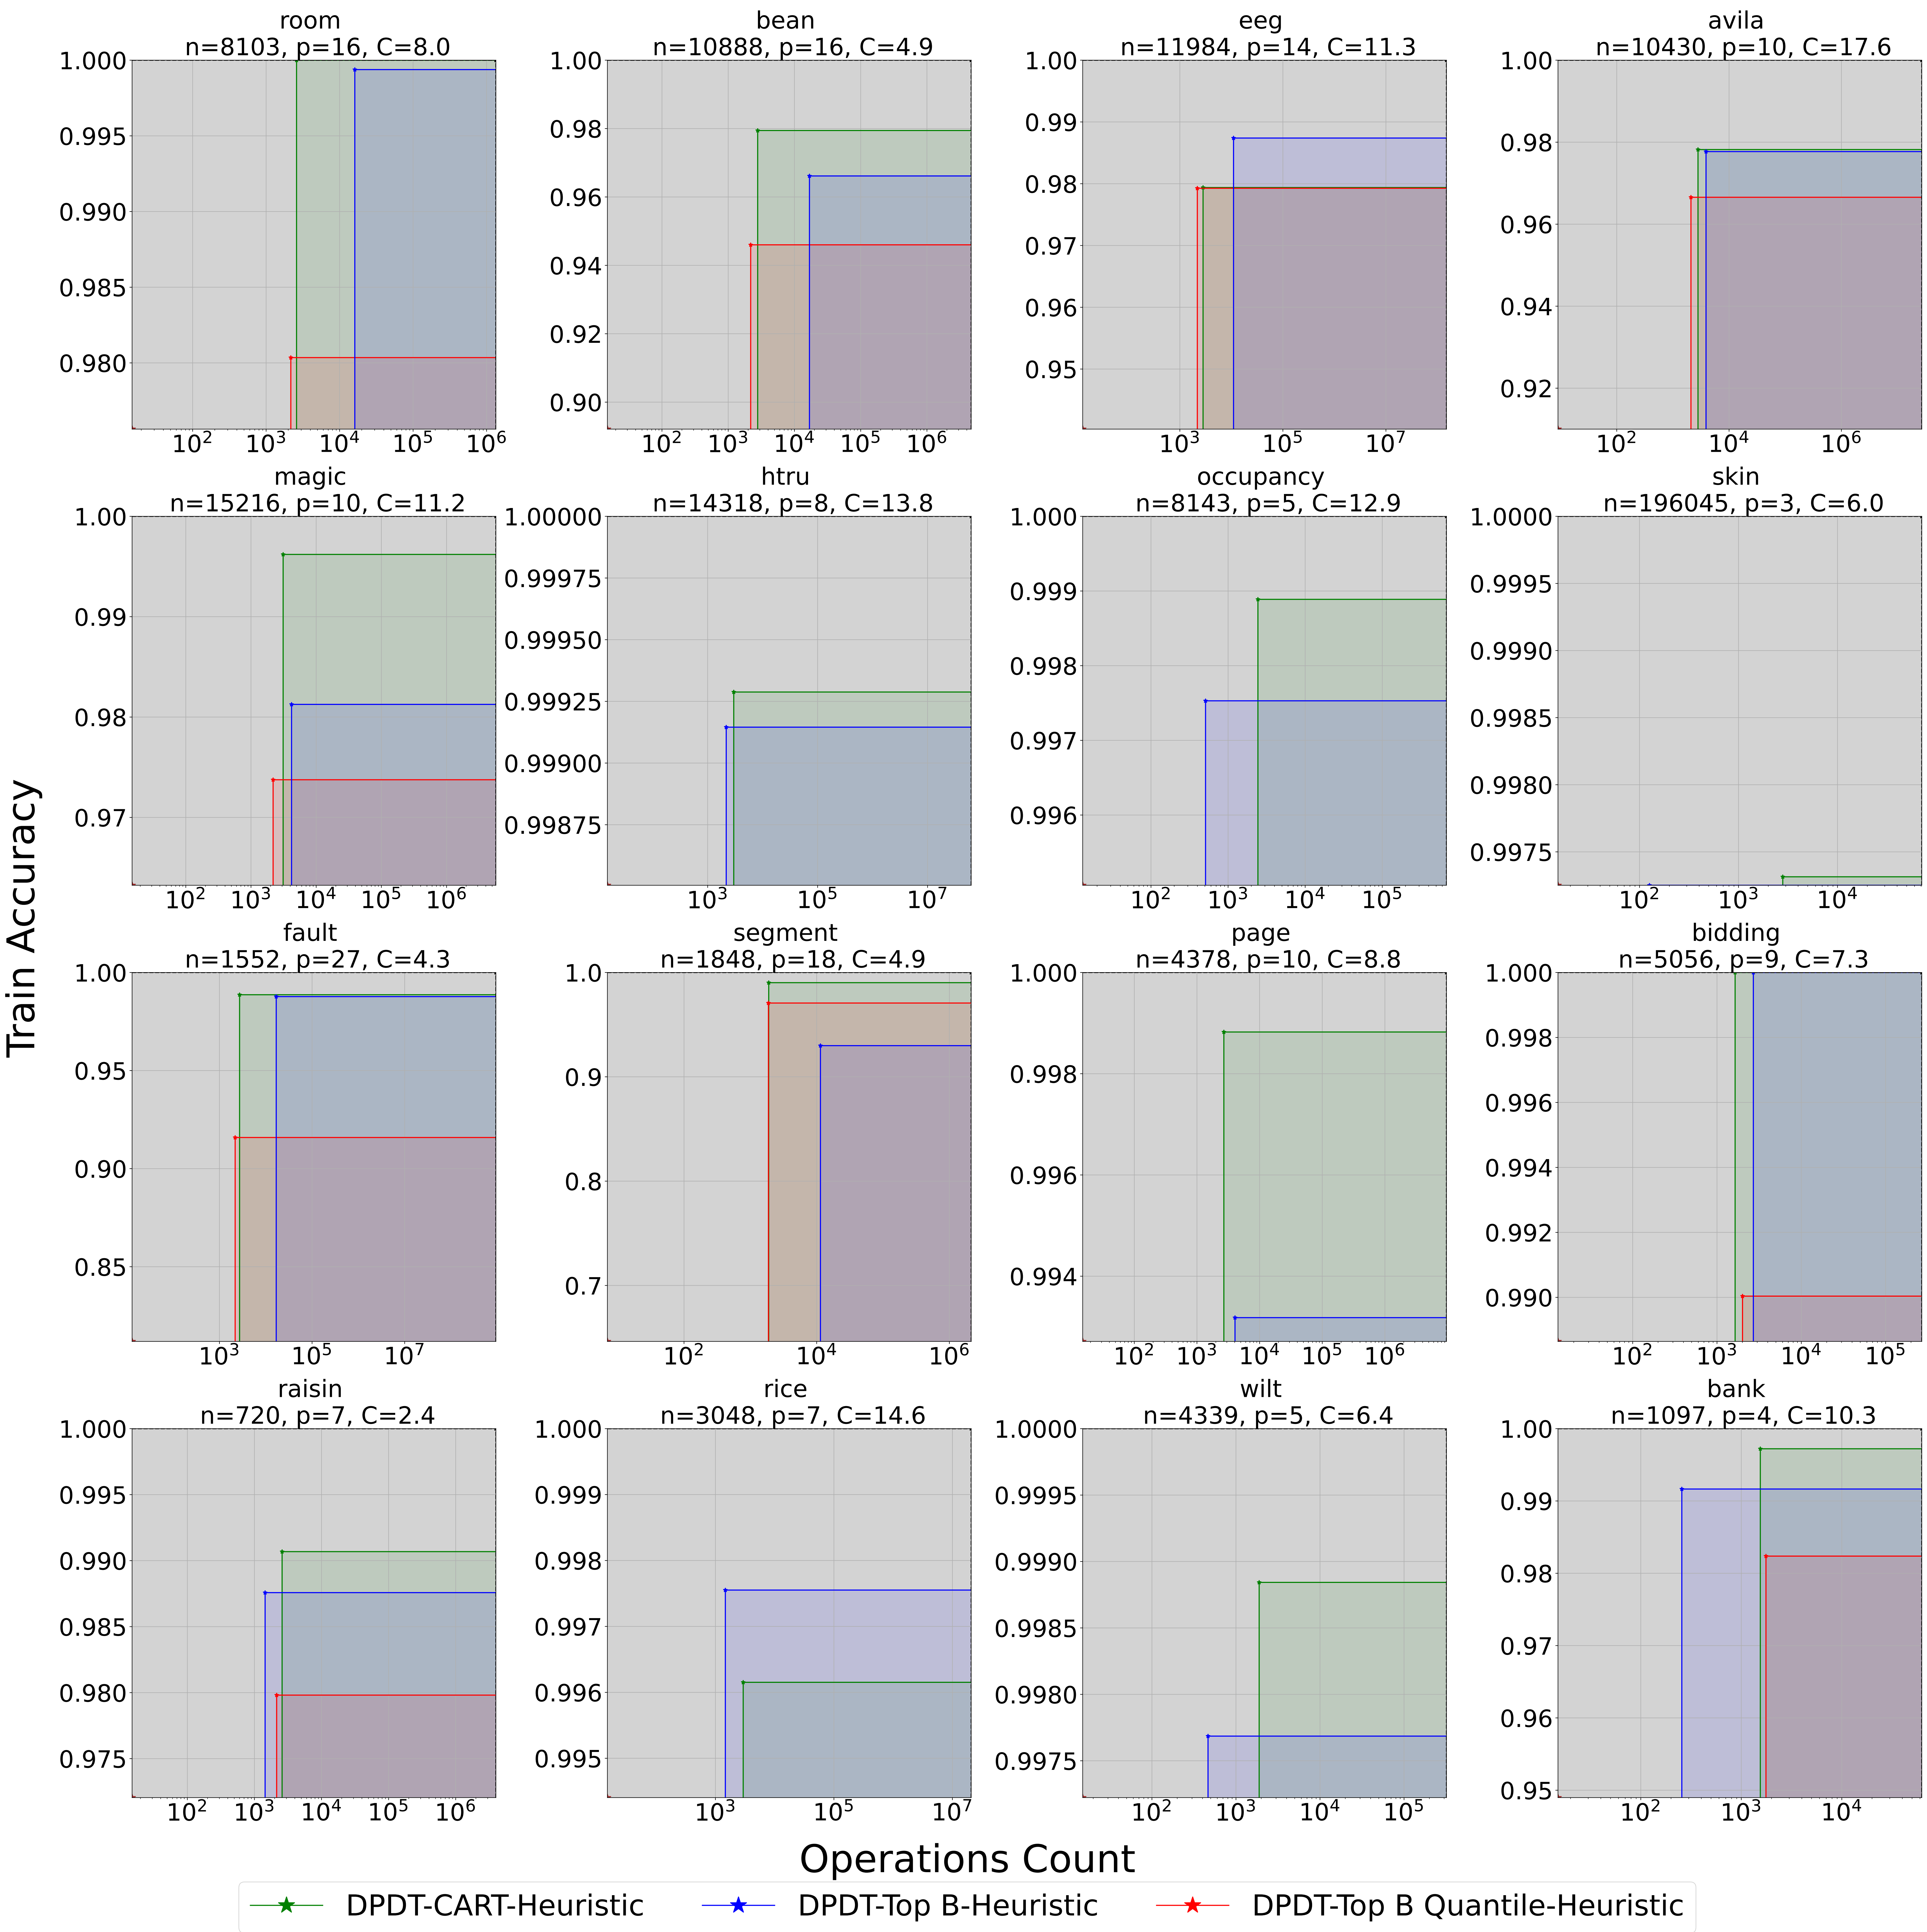 room
n=8103, p=16, C=8.0
1.000
0.995
0.990
0.985
0.980
10² 10³ 10⁴ 10⁵ 10⁶
bean
n=10888, p=16, C=4.9
1.00
0.98
0.96
0.94
0.92
0.90
10² 10³ 10⁴ 10⁵ 10⁶
eeg
n=11984, p=14, C=11.3
1.00
0.99
0.98
0.97
0.96
0.95
10³ 10⁵ 10⁷
avila
n=10430, p=10, C=17.6
1.00
0.98
0.96
0.94
0.92
10² 10⁴ 10⁶
magic
n=15216, p=10, C=11.2
1.00
0.99
0.98
0.97
10² 10³ 10⁴ 10⁵ 10⁶
htru
n=14318, p=8, C=13.8
1.00000
0.99975
0.99950
0.99925
0.99900
0.99875
10³ 10⁵ 10⁷
occupancy
n=8143, p=5, C=12.9
1.000
0.999
0.998
0.997
0.996
10² 10³ 10⁴ 10⁵
skin
n=196045, p=3, C=6.0
1.0000
0.9995
0.9990
0.9985
0.9980
0.9975
10² 10³ 10⁴
fault
n=1552, p=27, C=4.3
1.00
0.95
0.90
0.85
10³ 10⁵ 10⁷
segment
n=1848, p=18, C=4.9
1.0
0.9
0.8
0.7
10² 10⁴ 10⁶
page
n=4378, p=10, C=8.8
1.000
0.998
0.996
0.994
10² 10³ 10⁴ 10⁵ 10⁶
bidding
n=5056, p=9, C=7.3
1.000
0.998
0.996
0.994
0.992
0.990
10² 10³ 10⁴ 10⁵
raisin
n=720, p=7, C=2.4
1.000
0.995
0.990
0.985
0.980
0.975
10² 10³ 10⁴ 10⁵ 10⁶
rice
n=3048, p=7, C=14.6
1.000
0.999
0.998
0.997
0.996
0.995
10³ 10⁵ 10⁷
wilt
n=4339, p=5, C=6.4
1.0000
0.9995
0.9990
0.9985
0.9980
0.9975
10² 10³ 10⁴ 10⁵
bank
n=1097, p=4, C=10.3
1.00
0.99
0.98
0.97
0.96
0.95
10² 10³ 10⁴
Train Accuracy
Operations Count
DPDT-CART-Heuristic
DPDT-Top B-Heuristic
DPDT-Top B Quantile-Heuristic